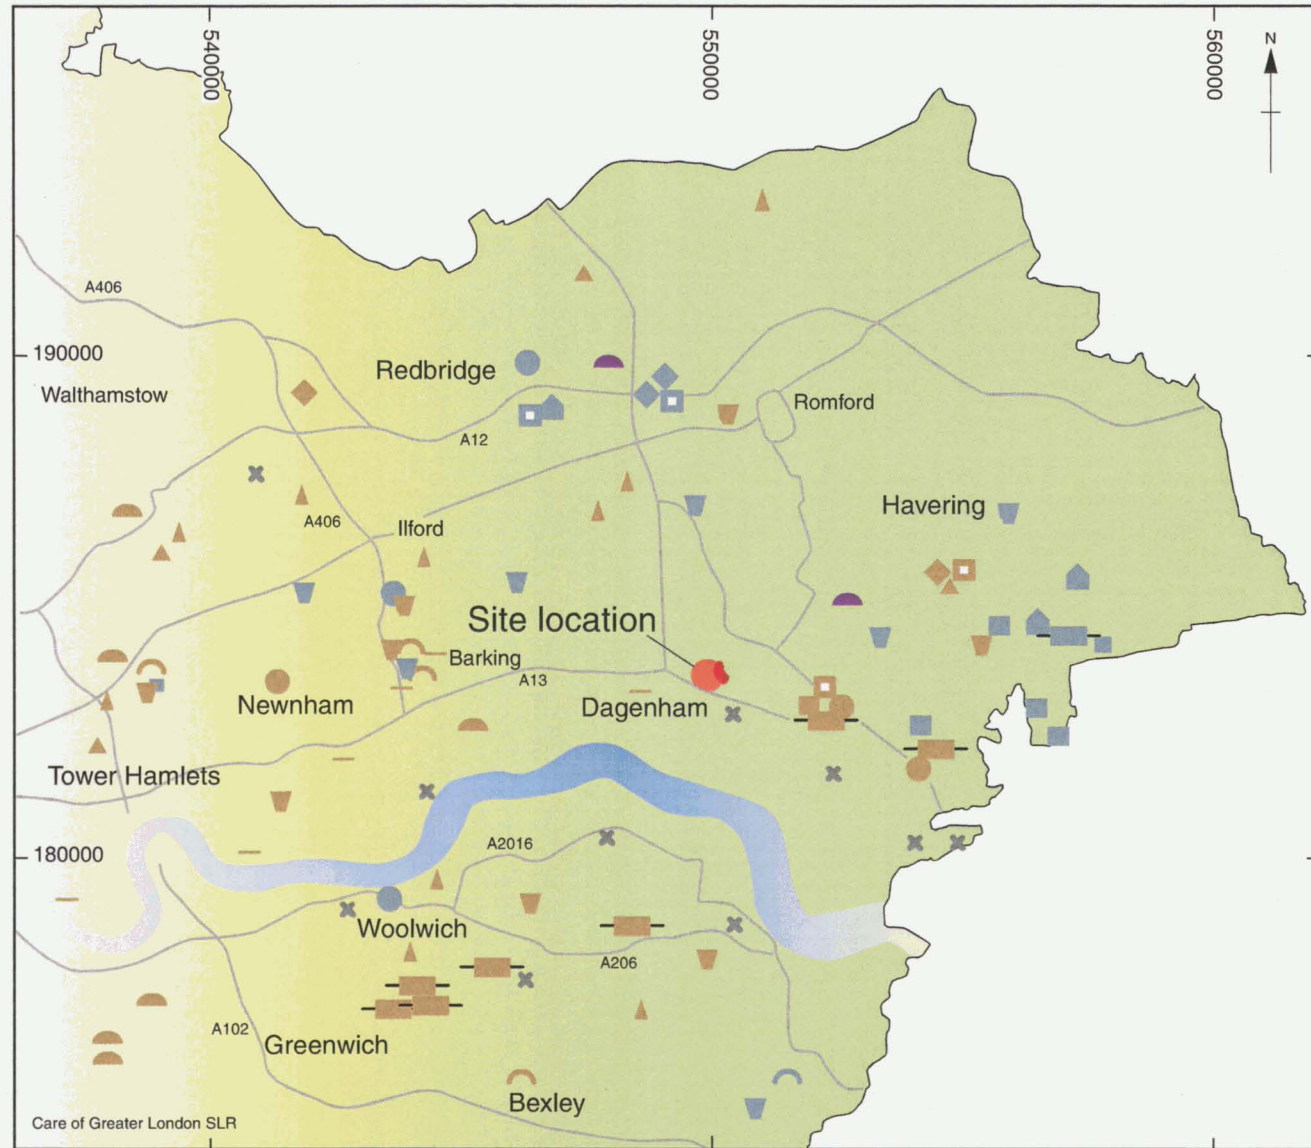 540000
550000
560000
N
A406
190000
Redbridge
Walthamstow
Romford
A12
Havering
A406
Ilford
Site location
Barking
A13
Newnham
Dagenham
Tower Hamlets
A2016
180000
Woolwich
A206
A102
Greenwich
Bexley
Care of Greater London SLR